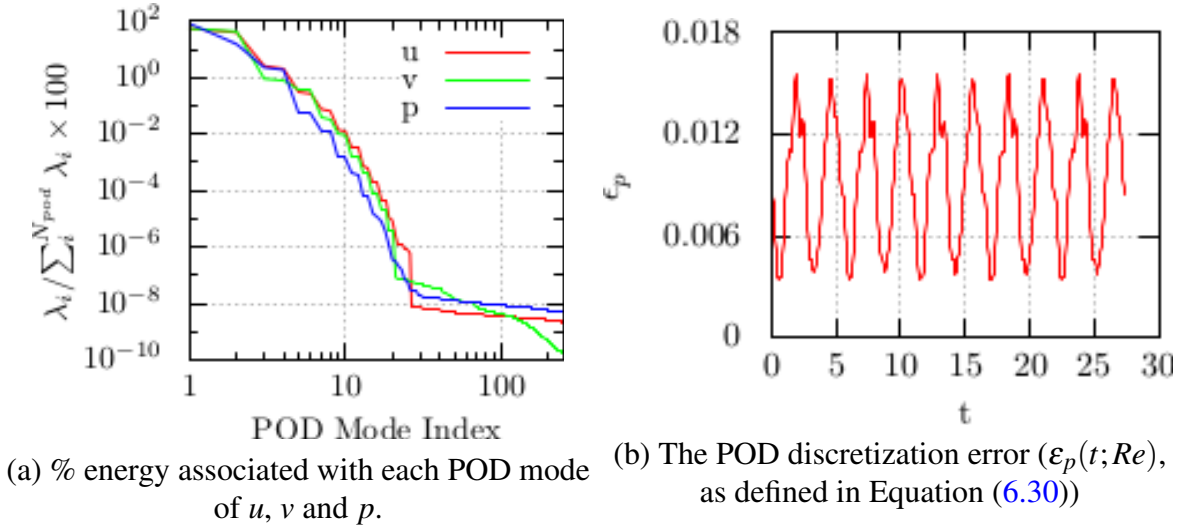 10^2
10^0
10^-2
10^-4
10^-6
10^-8
10^-10
λ_i / ∑_i^{N_pod} λ_i × 100
u
v
p
1 10 100
POD Mode Index
(a) % energy associated with each POD mode
of u, v and p.
0.018
0.012
0.006
0
ϵ_p
0 5 10 15 20 25 30
t
(b) The POD discretization error (ε_p(t;Re),
as defined in Equation (6.30))